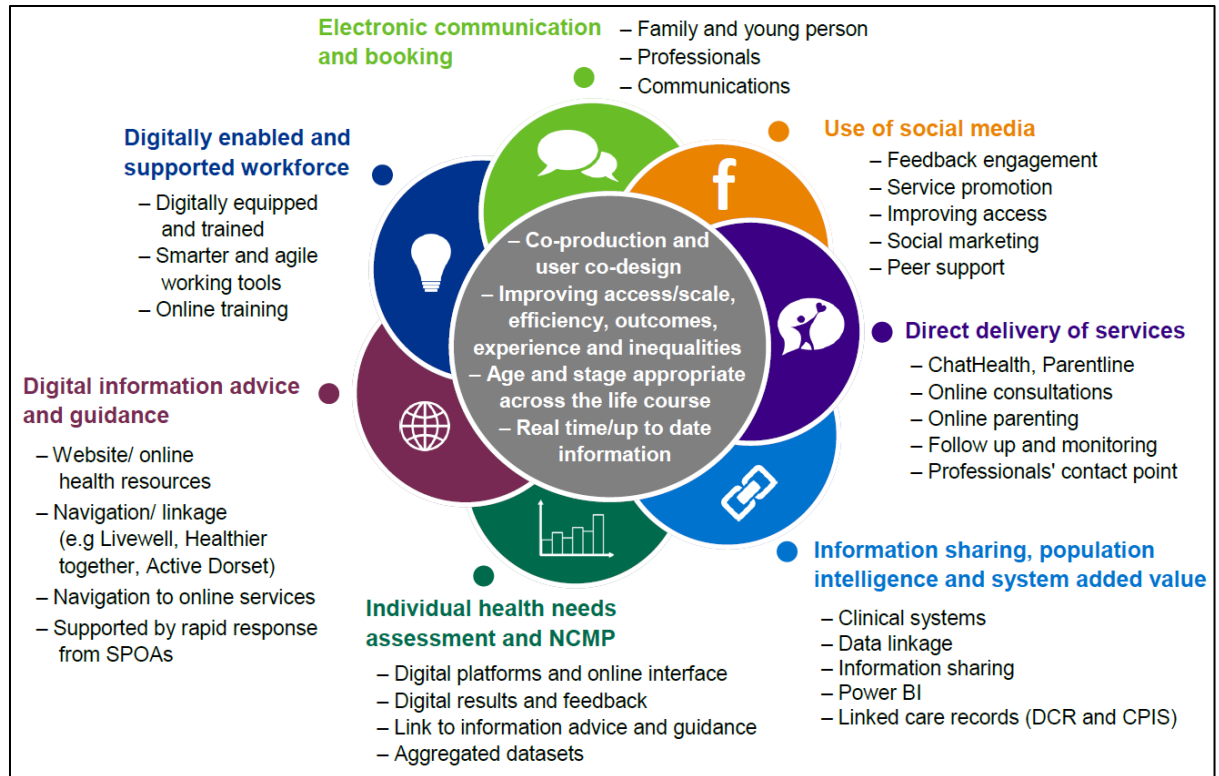 Electronic communication
and booking
– Family and young person
– Professionals
– Communications
Use of social media
– Feedback engagement
– Service promotion
– Improving access
– Social marketing
– Peer support
Direct delivery of services
– ChatHealth, Parentline
– Online consultations
– Online parenting
– Follow up and monitoring
– Professionals' contact point
Information sharing, population
intelligence and system added value
– Clinical systems
– Data linkage
– Information sharing
– Power BI
– Linked care records (DCR and CPIS)
Individual health needs
assessment and NCMP
– Digital platforms and online interface
– Digital results and feedback
– Link to information advice and guidance
– Aggregated datasets
Digital information advice
and guidance
– Website/ online
health resources
– Navigation/ linkage
(e.g Livewell, Healthier
together, Active Dorset)
– Navigation to online services
– Supported by rapid response
from SPOAs
Digitally enabled and
supported workforce
– Digitally equipped
and trained
– Smarter and agile
working tools
– Online training
f
– Co-production and
user co-design
– Improving access/scale,
efficiency, outcomes,
experience and inequalities
– Age and stage appropriate
across the life course
– Real time/up to date
information